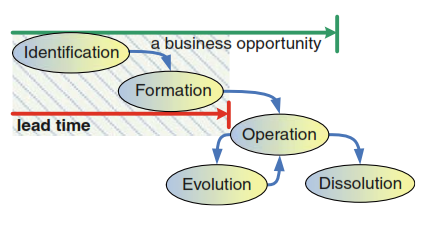 a business opportunity
Identification
Formation
lead time
Operation
Evolution
Dissolution